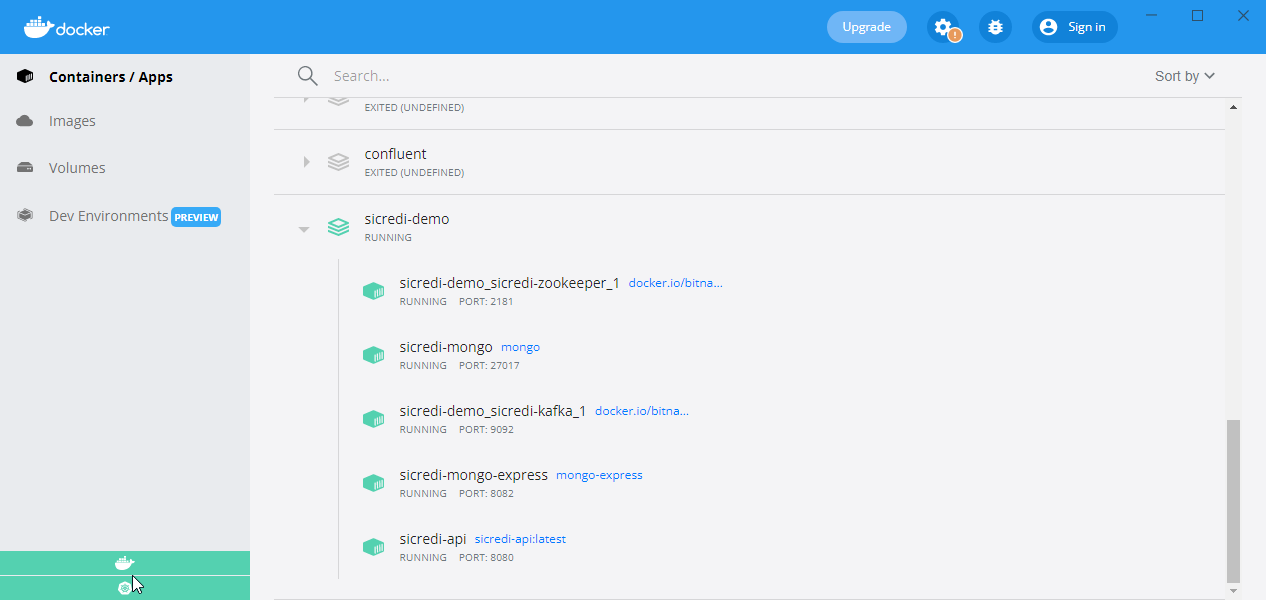 docker
Upgrade
!
Sign in
Containers / Apps
Images
Volumes
Dev Environments PREVIEW
Search...
Sort by
EXITED (UNDEFINED)
confluent
EXITED (UNDEFINED)
sicredi-demo
RUNNING
sicredi-demo_sicredi-zookeeper_1 docker.io/bitna...
RUNNING PORT: 2181
sicredi-mongo mongo
RUNNING PORT: 27017
sicredi-demo_sicredi-kafka_1 docker.io/bitna...
RUNNING PORT: 9092
sicredi-mongo-express mongo-express
RUNNING PORT: 8082
sicredi-api sicredi-api:latest
RUNNING PORT: 8080